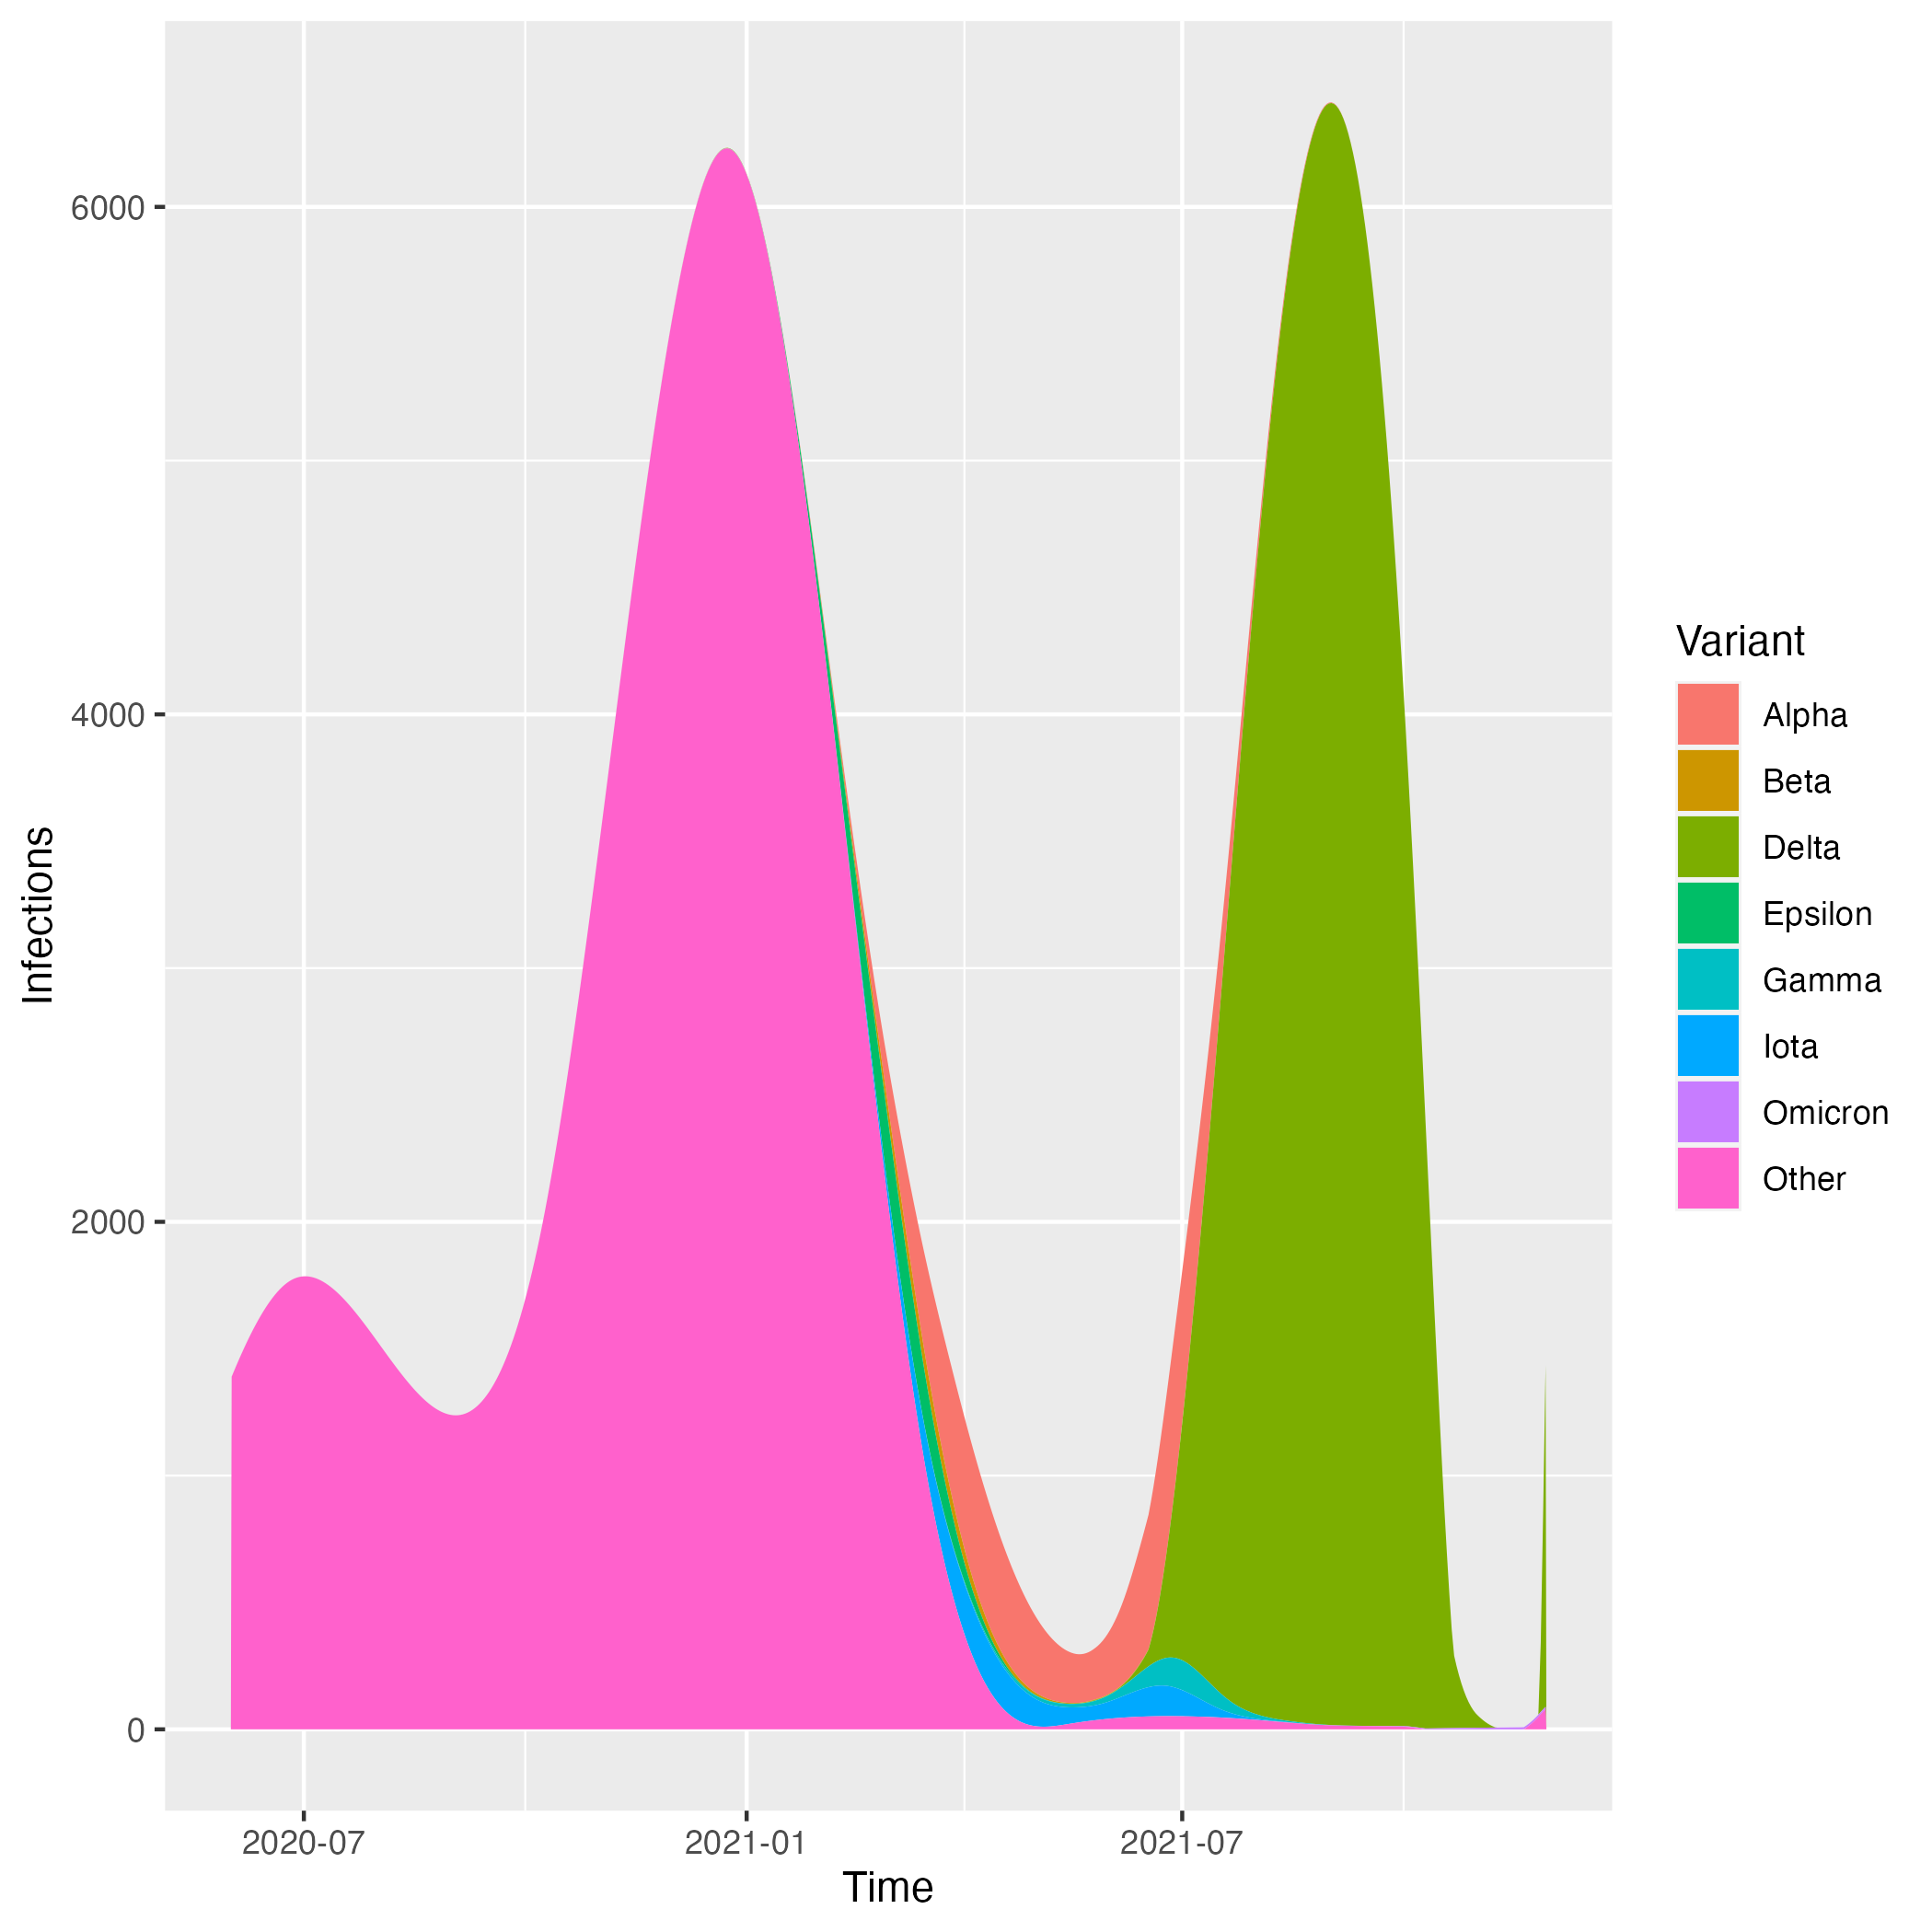 6000
4000
2000
0
Infections
2020-07
2021-01
2021-07
Time
Variant
Alpha
Beta
Delta
Epsilon
Gamma
Iota
Omicron
Other